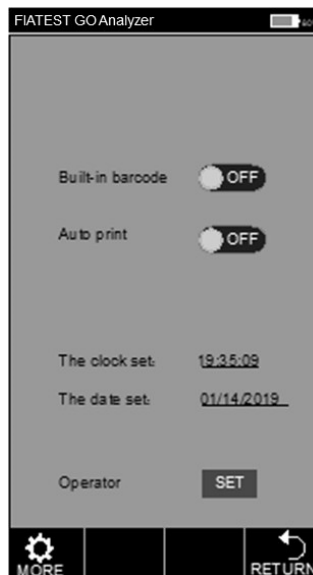 FIATEST GO Analyzer
Built-in barcode OFF
Auto print OFF
The clock set: 19:35:09
The date set: 01/14/2019
Operator SET
MORE RETURN